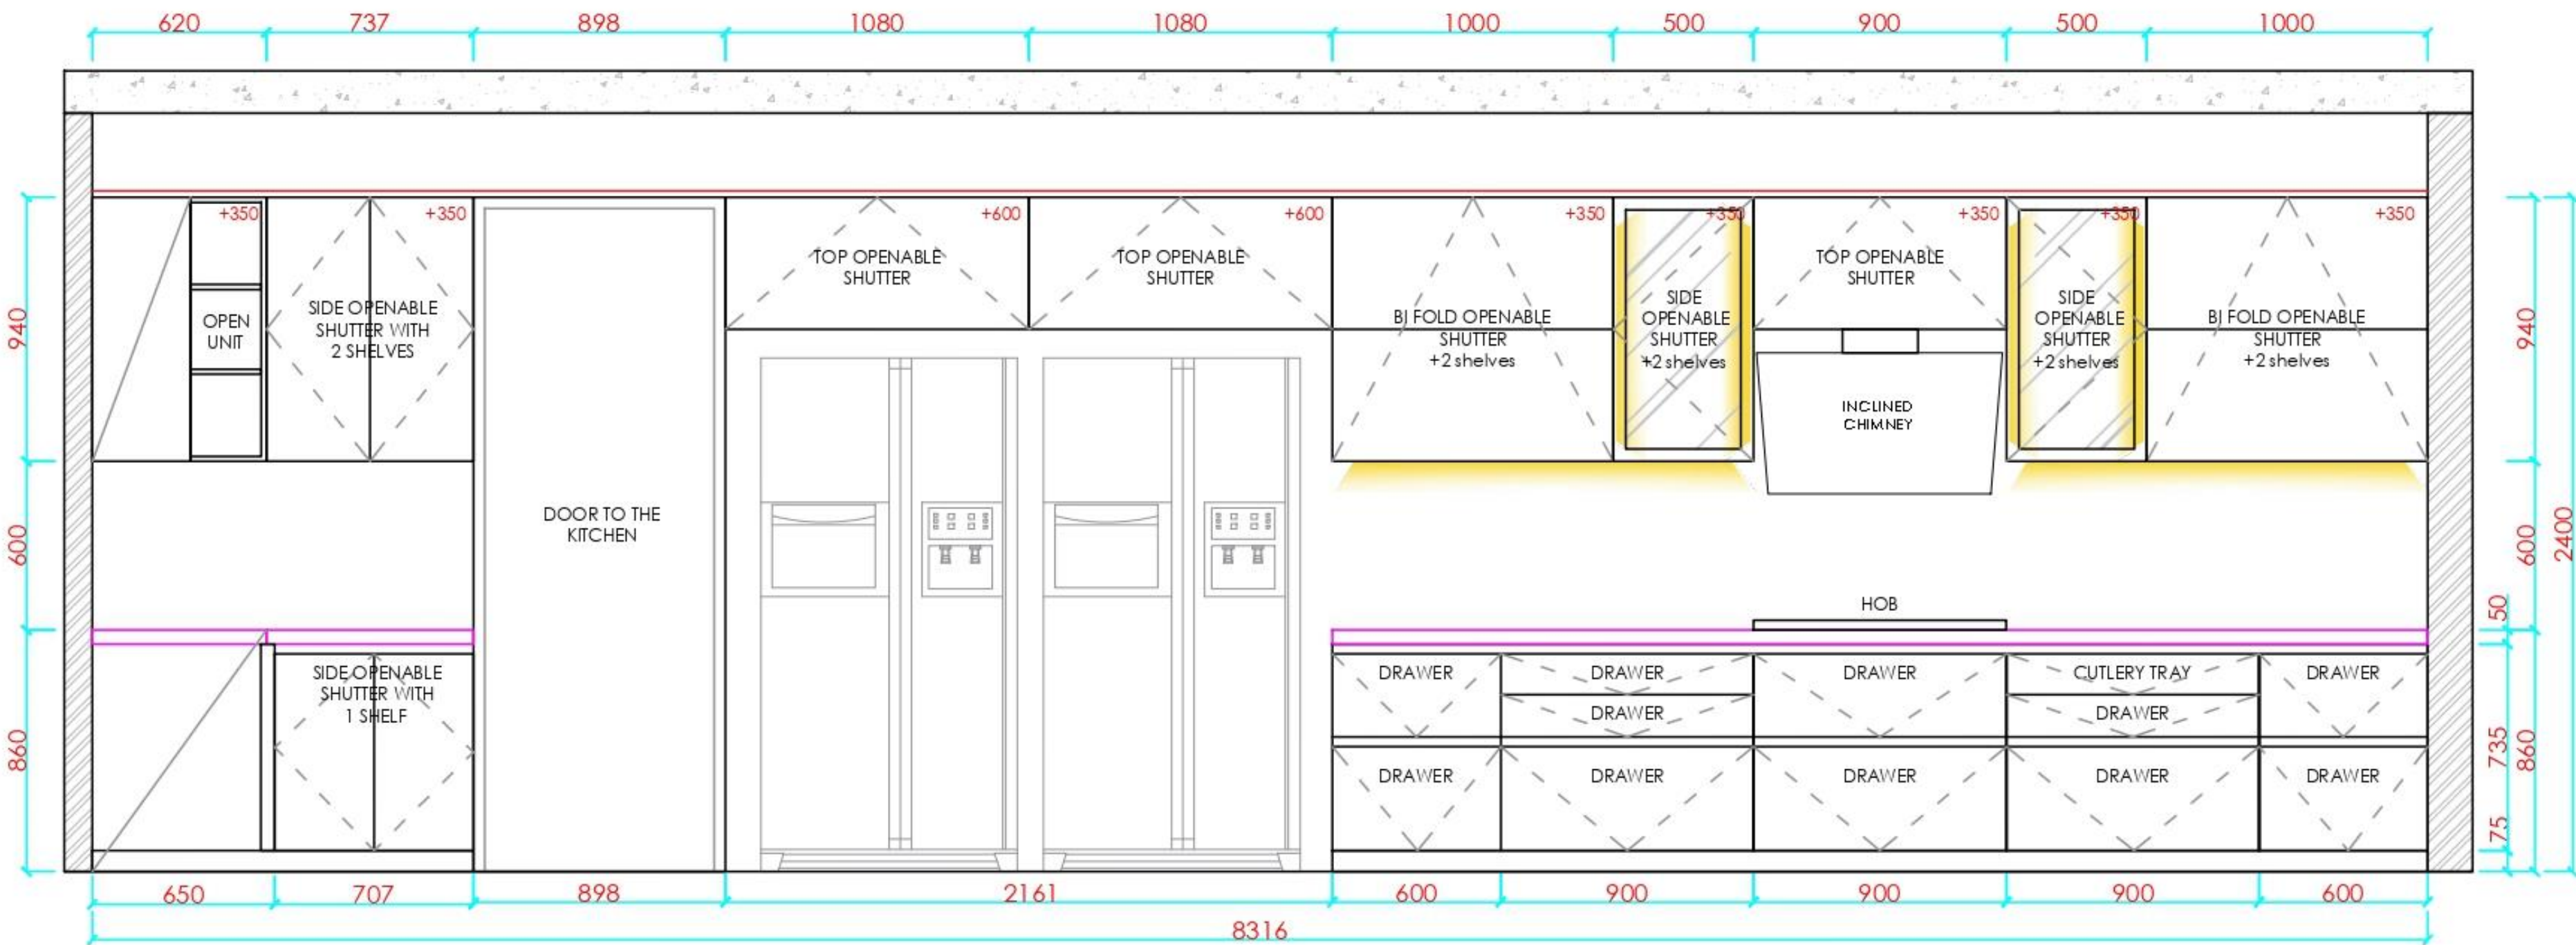 620 737 898 1080 1080 1000 500 900 500 1000
+350 +350 +600 +600 +350 +350 +350 +350 +350
TOP OPENABLE
SHUTTER
TOP OPENABLE
SHUTTER
TOP OPENABLE
SHUTTER
OPEN
UNIT
SIDE OPENABLE
SHUTTER WITH
2 SHELVES
BI FOLD OPENABLE
SHUTTER
+2 shelves
SIDE
OPENABLE
SHUTTER
+2 shelves
SIDE
OPENABLE
SHUTTER
+2 shelves
BI FOLD OPENABLE
SHUTTER
+2 shelves
940
940
INCLINED
CHIMNEY
DOOR TO THE
KITCHEN
600
600
2400
HOB
50
SIDE OPENABLE
SHUTTER WITH
1 SHELF
DRAWER DRAWER DRAWER CUTLERY TRAY DRAWER
DRAWER DRAWER
860
735
860
DRAWER DRAWER DRAWER DRAWER DRAWER
75
650 707 898 2161 600 900 900 900 600
8316